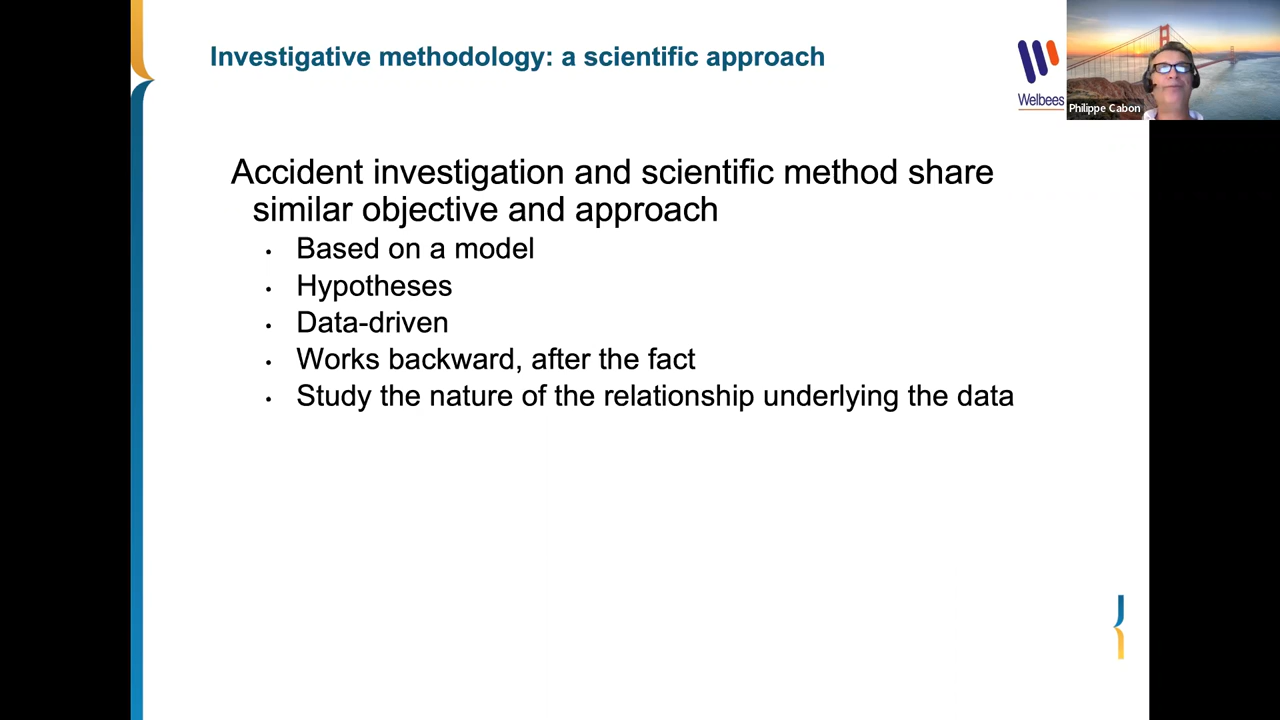 Investigative methodology: a scientific approach
Welbees
Philippe Cabon
Accident investigation and scientific method share
similar objective and approach
• Based on a model
• Hypotheses
• Data-driven
• Works backward, after the fact
• Study the nature of the relationship underlying the data